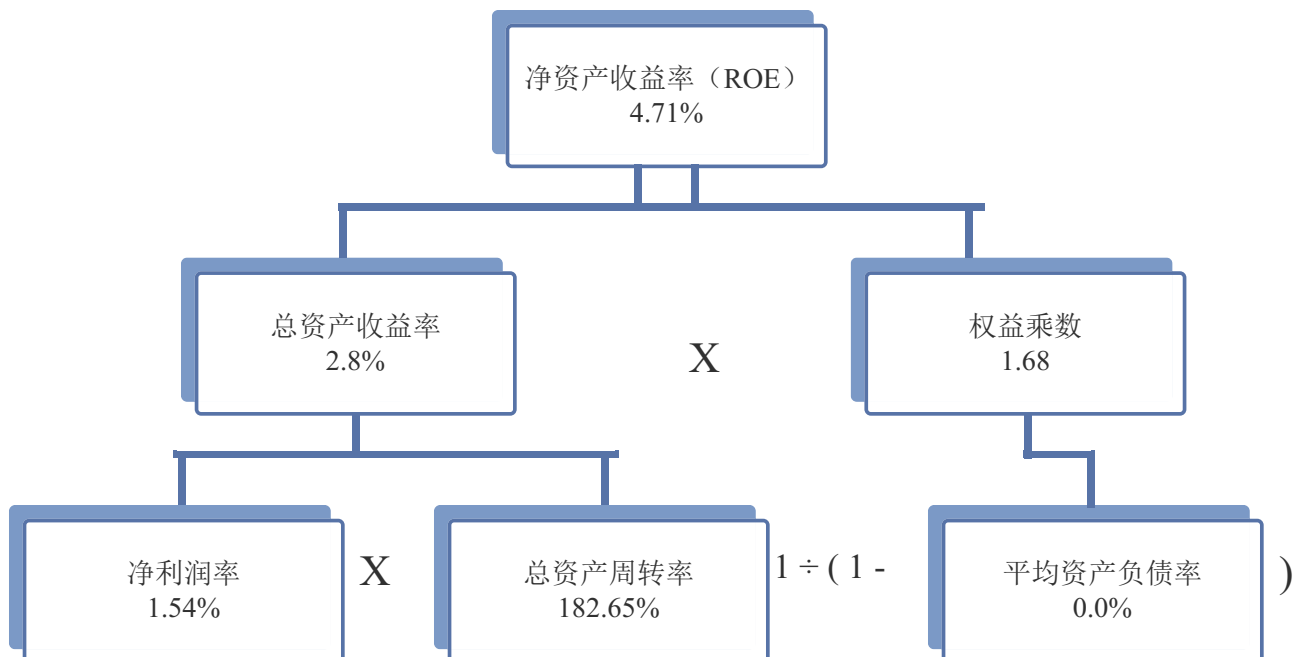 净资产收益率（ROE）
4.71%
总资产收益率
2.8%
X
权益乘数
1.68
净利润率
1.54%
X
总资产周转率
182.65%
1 ÷ ( 1 -
平均资产负债率
0.0%
)